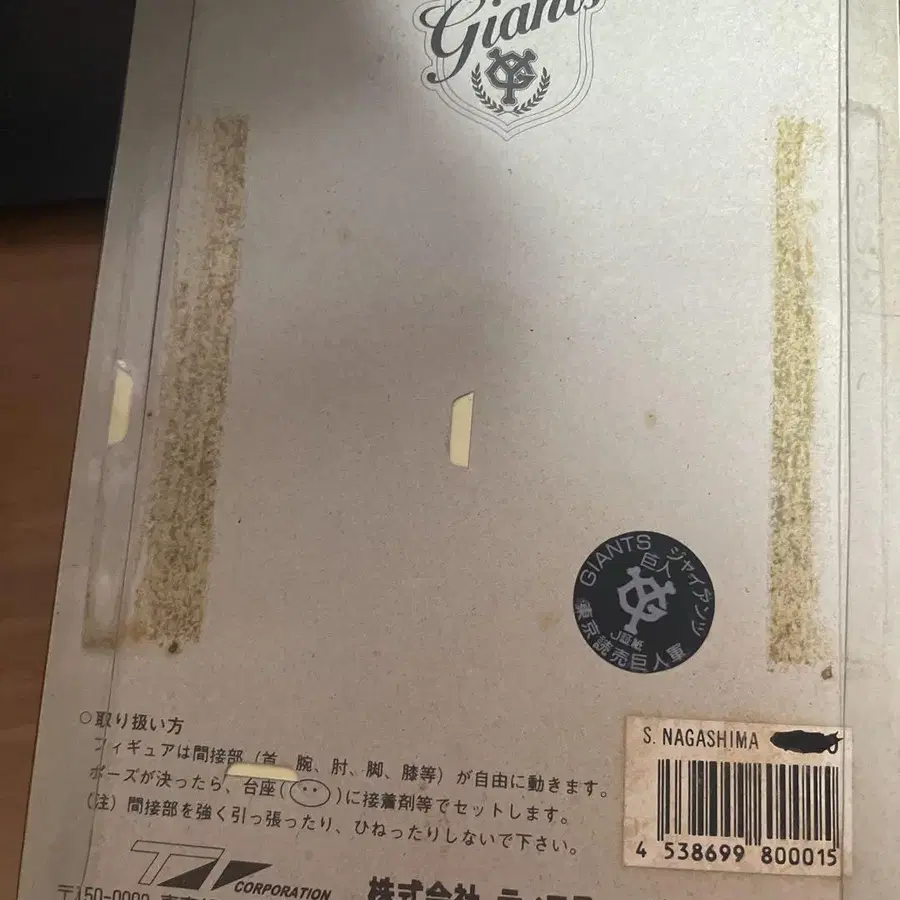 Giants
GIANTS ジャイアンツ
巨人
J証紙
東京読売巨人軍
○取り扱い方
フィギュアは間接部(首、腕、肘、脚、膝等)が自由に動きます。
ポーズが決ったら、台座( )に接着剤等でセットします。
(注)間接部を強く引っ張ったり、ひねったりしないで下さい。
S. NAGASHIMA
4 538699 800015
CORPORATION
株式会社
〒150-0002